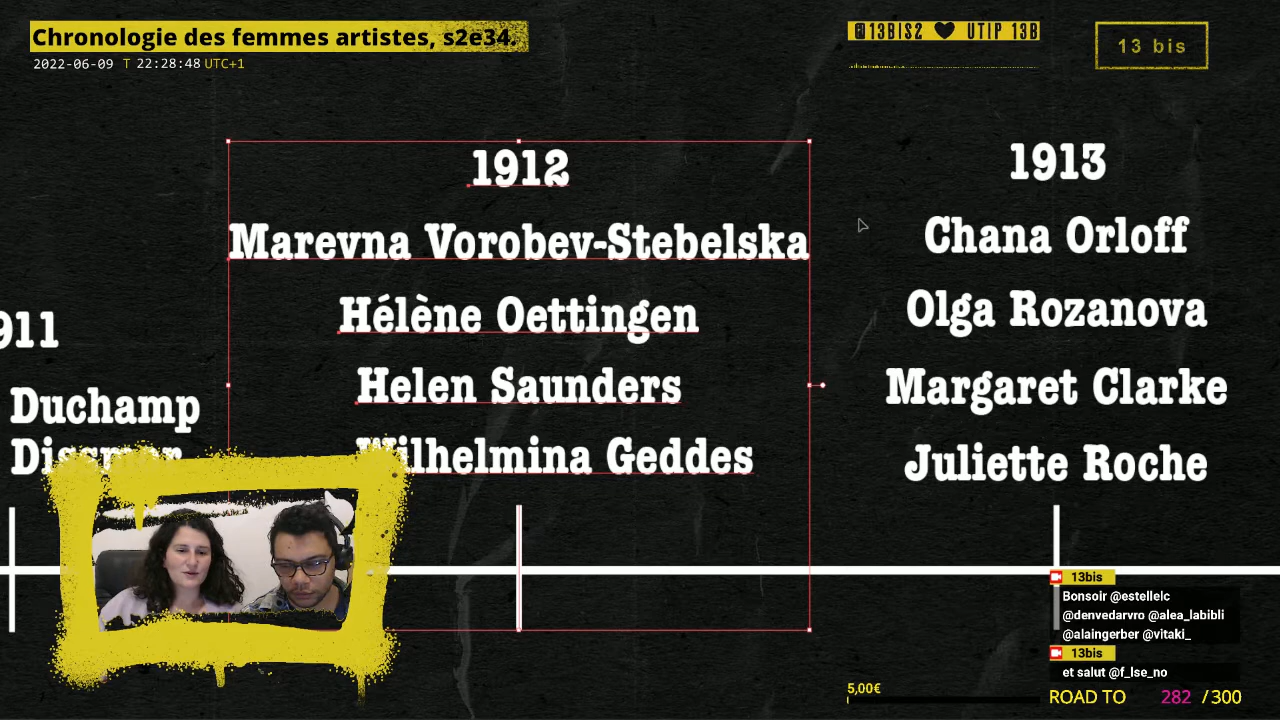 Chronologie des femmes artistes, s2e34.
2022-06-09 T 22:28:48 UTC+1
@13BIS2 ♥ UTIP 13B
13 bis
1912
Marevna Vorobev-Stebelska
Hélène Oettingen
Helen Saunders
Wilhelmina Geddes
1913
Chana Orloff
Olga Rozanova
Margaret Clarke
Juliette Roche
911
Duchamp
Dismorr
13bis
Bonsoir @estellelc
@denvedarvro @alea_labibli
@alaingerber @vitaki_
13bis
et salut @f_lse_no
5,00€
ROAD TO 282 / 300